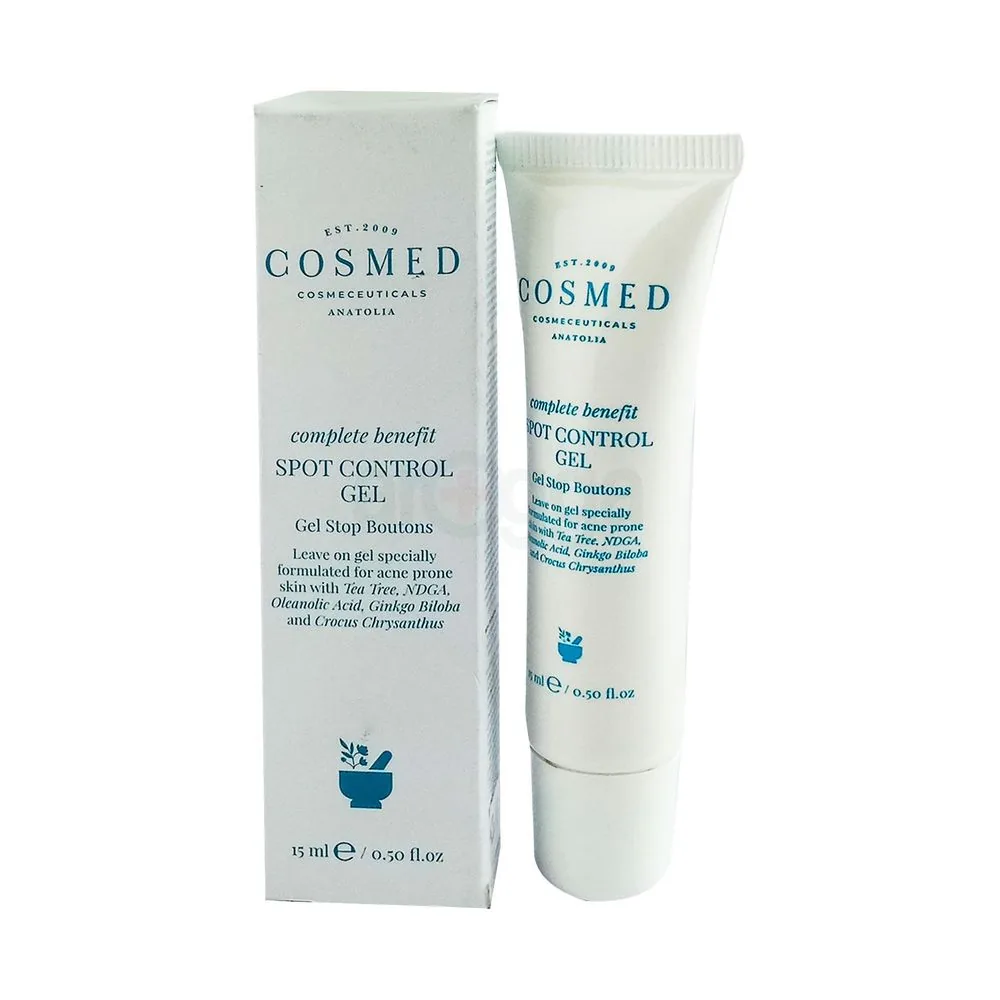 EST.2009
COSMED
COSMECEUTICALS
ANATOLIA
complete benefit
SPOT CONTROL
GEL
Gel Stop Boutons
Leave on gel specially
formulated for acne prone
skin with Tea Tree, NDGA,
Oleanolic Acid, Ginkgo Biloba
and Crocus Chrysanthus
15 ml e / 0.50 fl.oz
EST.2009
COSMED
COSMECEUTICALS
ANATOLIA
complete benefit
SPOT CONTROL
GEL
Gel Stop Boutons
Leave on gel specially
formulated for acne prone
skin with Tea Tree, NDGA,
Oleanolic Acid, Ginkgo Biloba
and Crocus Chrysanthus
15 ml e / 0.50 fl.oz